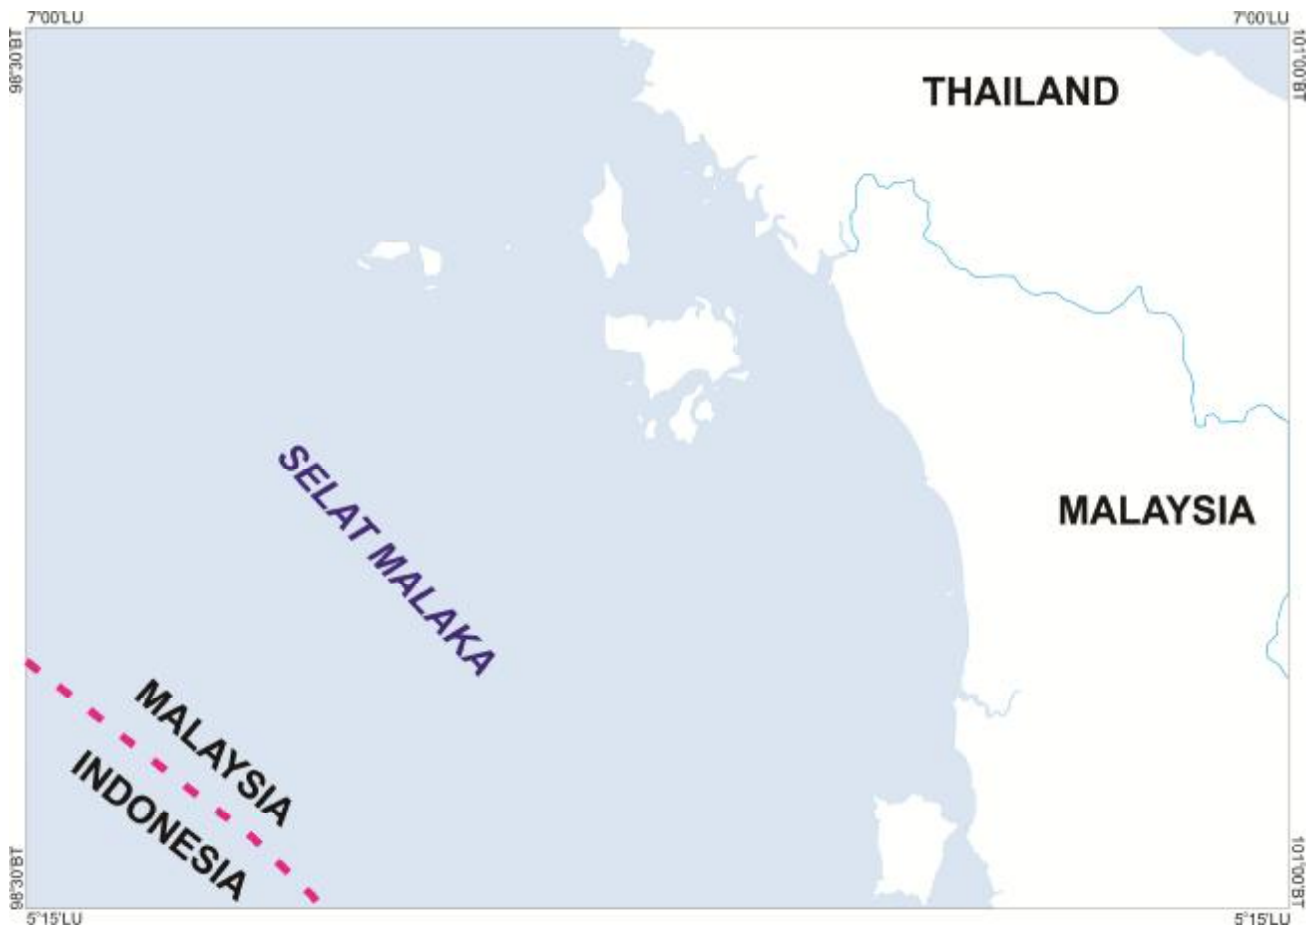 7°00'LU
7°00'LU
98°30'BT
101°00'BT
THAILAND
SELAT MALAKA
MALAYSIA
MALAYSIA
INDONESIA
98°30'BT
101°00'BT
5°15'LU
5°15'LU